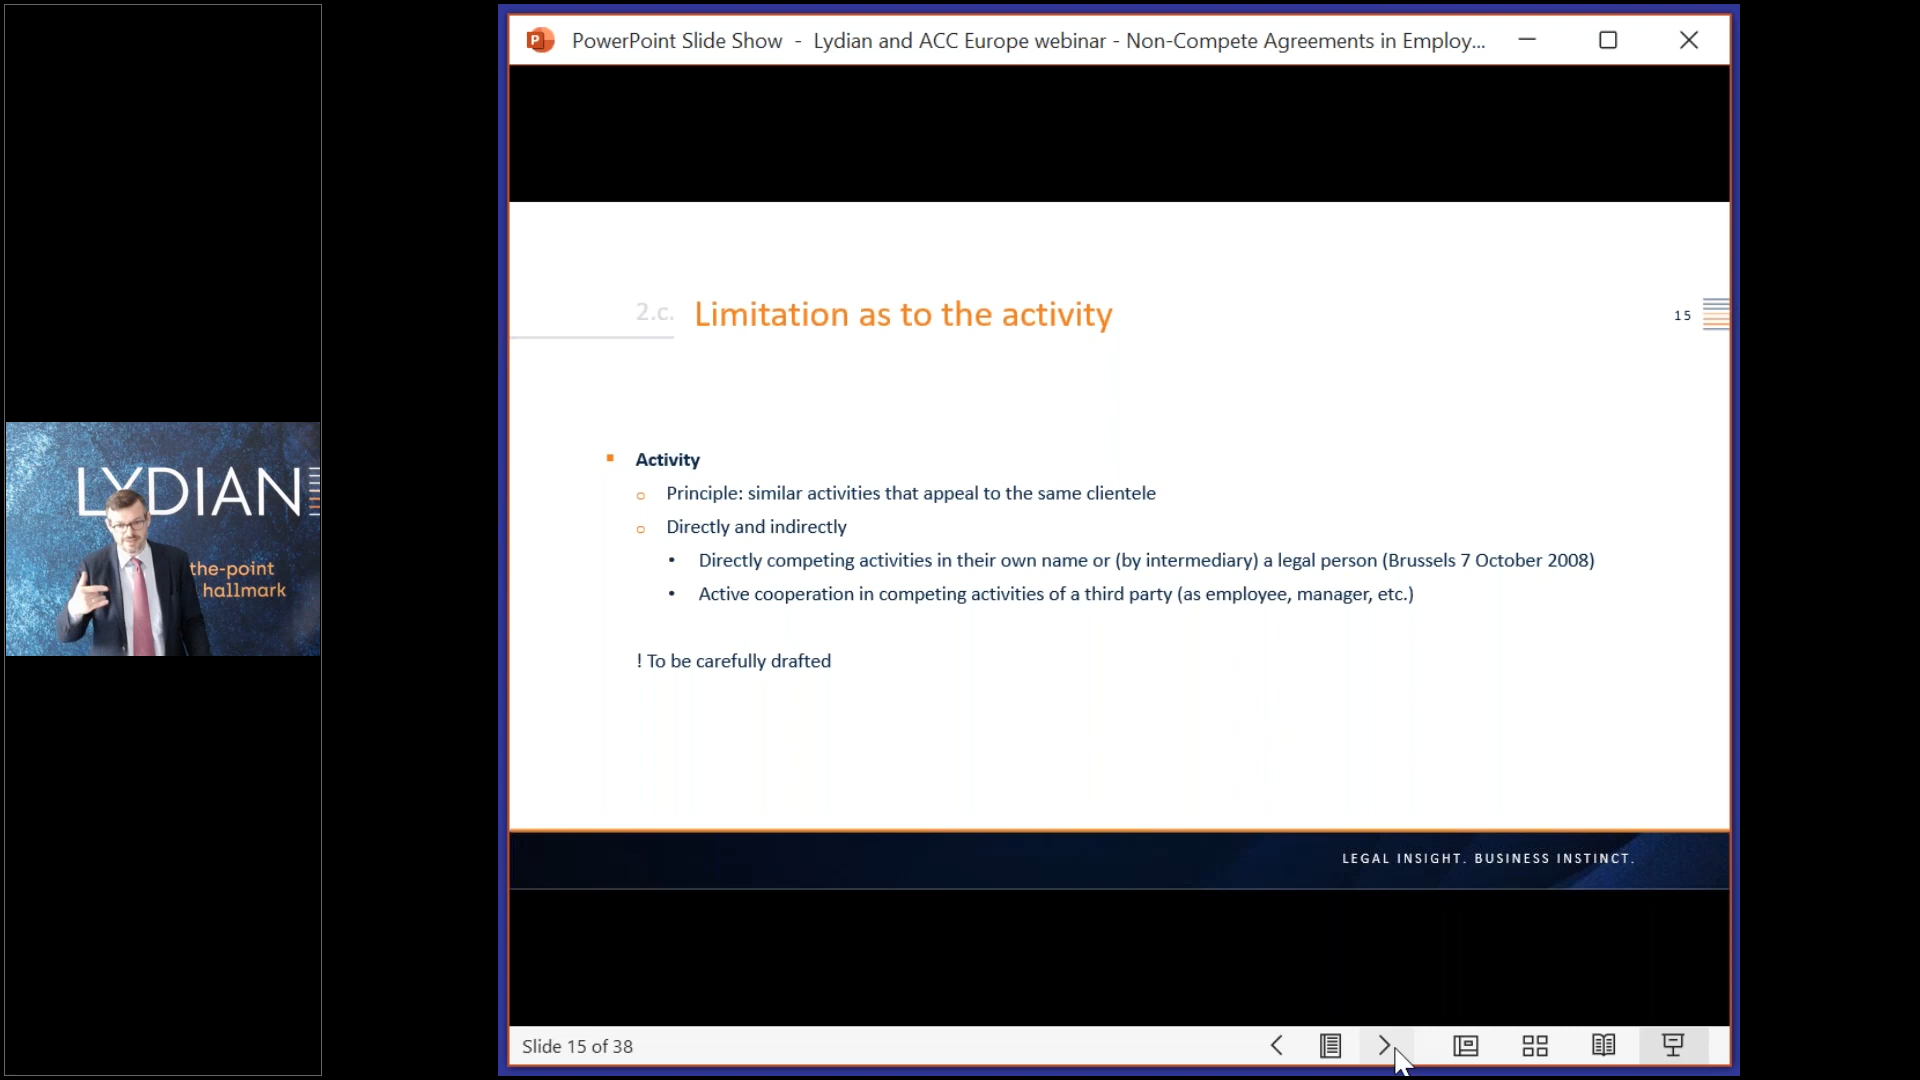 PowerPoint Slide Show - Lydian and ACC Europe webinar - Non-Compete Agreements in Employ...
LYDIAN
the-point
hallmark
2.c. Limitation as to the activity
15
Activity
Principle: similar activities that appeal to the same clientele
Directly and indirectly
Directly competing activities in their own name or (by intermediary) a legal person (Brussels 7 October 2008)
Active cooperation in competing activities of a third party (as employee, manager, etc.)
! To be carefully drafted
LEGAL INSIGHT. BUSINESS INSTINCT.
Slide 15 of 38